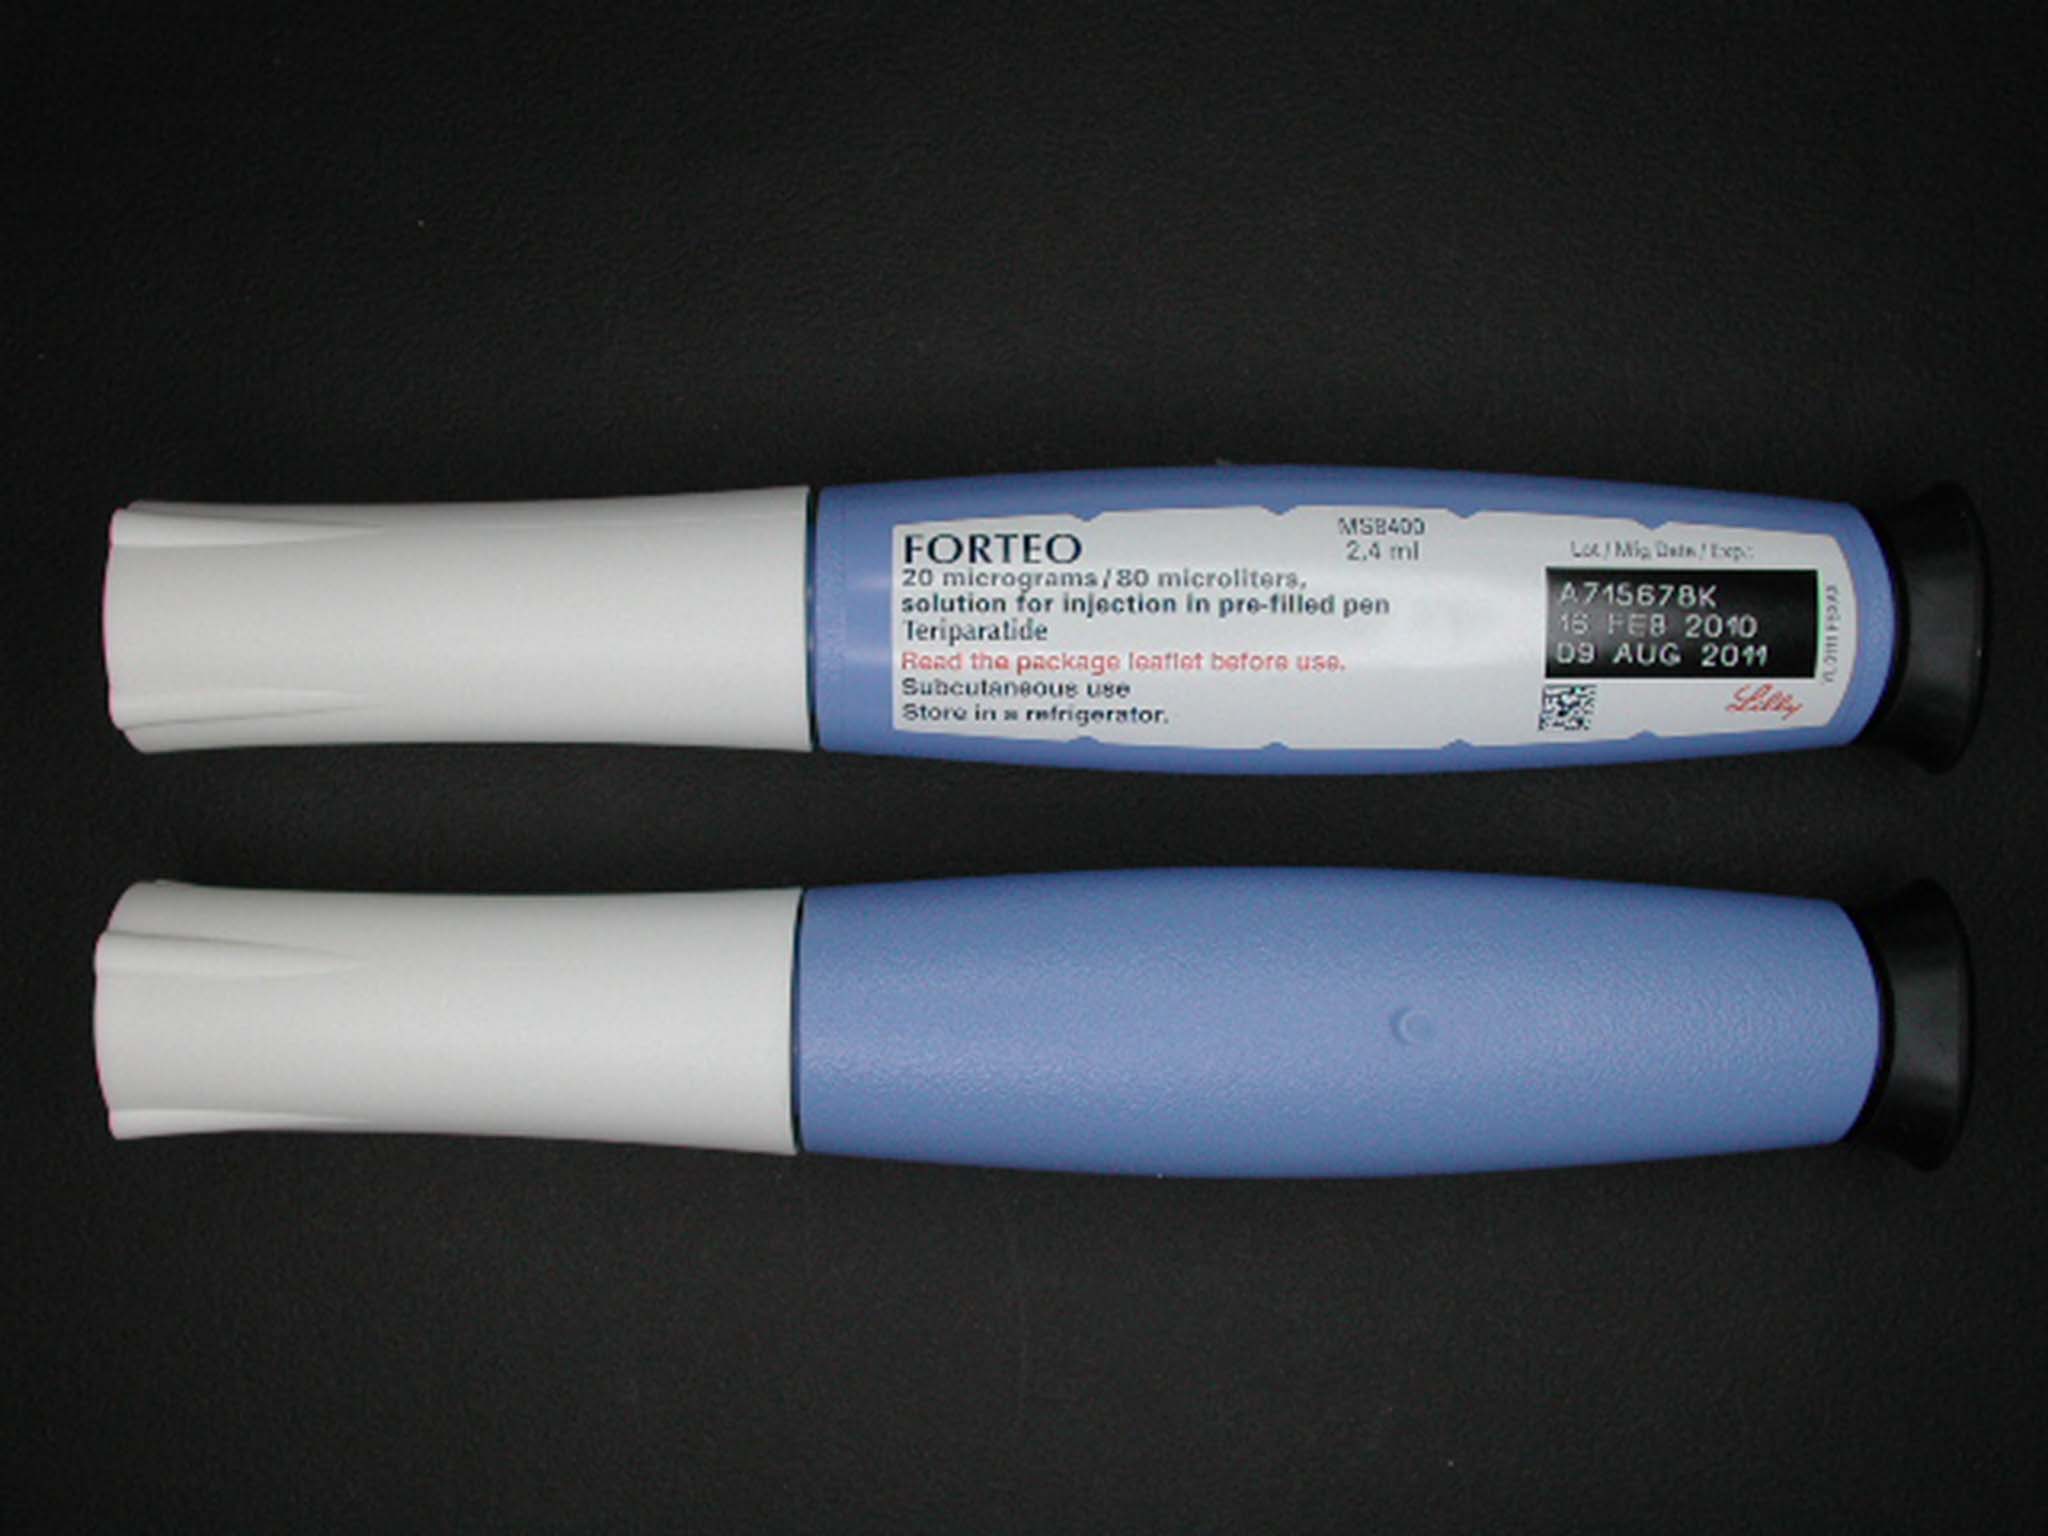 FORTEO
MS8400
2.4 ml
20 micrograms/80 microliters,
solution for injection in pre-filled pen
Teriparatide
Read the package leaflet before use.
Subcutaneous use
Store in a refrigerator.
Lot / Mfg Date / Exp.:
A715678K
16 FEB 2010
09 AUG 2011
Lilly